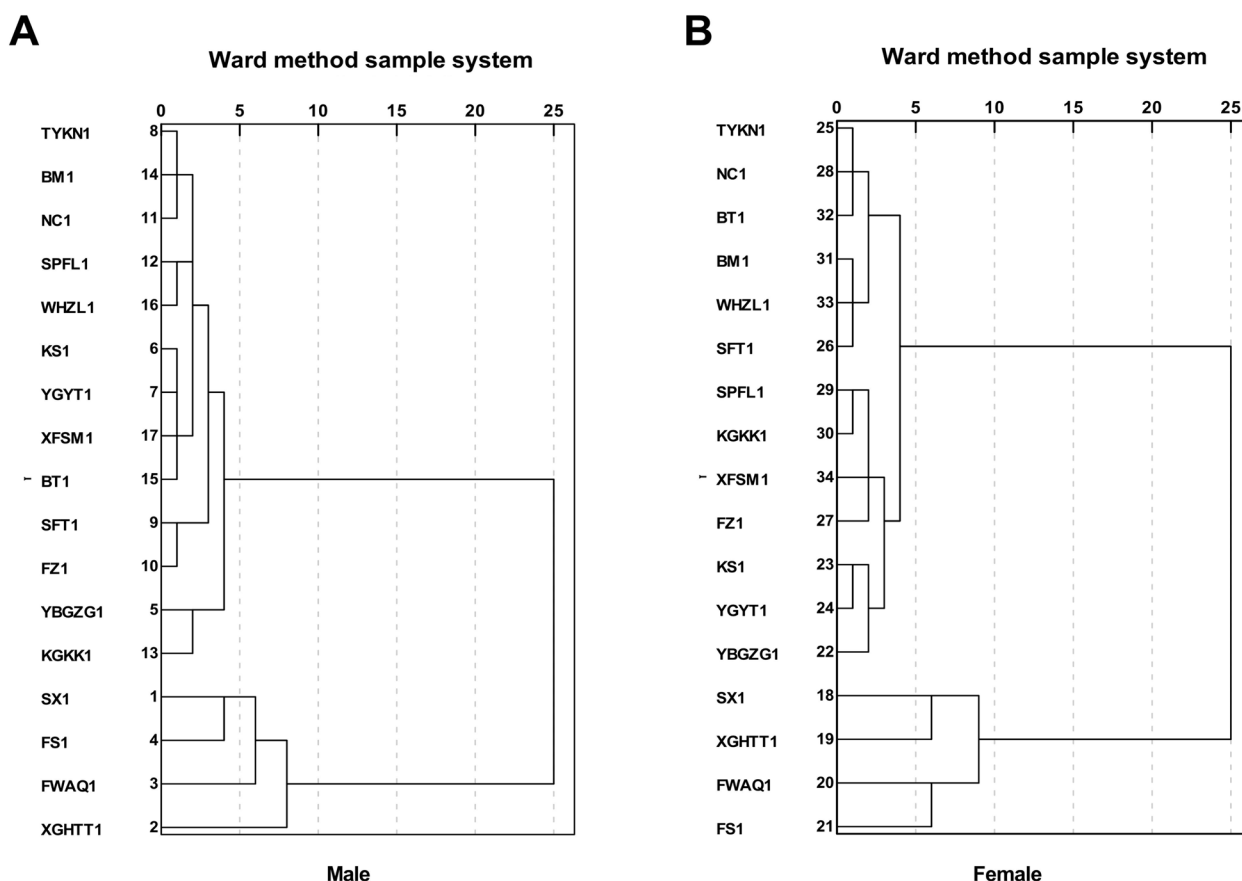 A
Ward method sample system
0 5 10 15 20 25
TYKN1 8
BM1 14
NC1 11
SPFL1 12
WHZL1 16
KS1 6
YGYT1 7
XFSM1 17
BT1 15
SFT1 9
FZ1 10
YBGZG1 5
KGKK1 13
SX1 1
FS1 4
FWAQ1 3
XGHTT1 2
Male
B
Ward method sample system
0 5 10 15 20 25
TYKN1 25
NC1 28
BT1 32
BM1 31
WHZL1 33
SFT1 26
SPFL1 29
KGKK1 30
XFSM1 34
FZ1 27
KS1 23
YGYT1 24
YBGZG1 22
SX1 18
XGHTT1 19
FWAQ1 20
FS1 21
Female